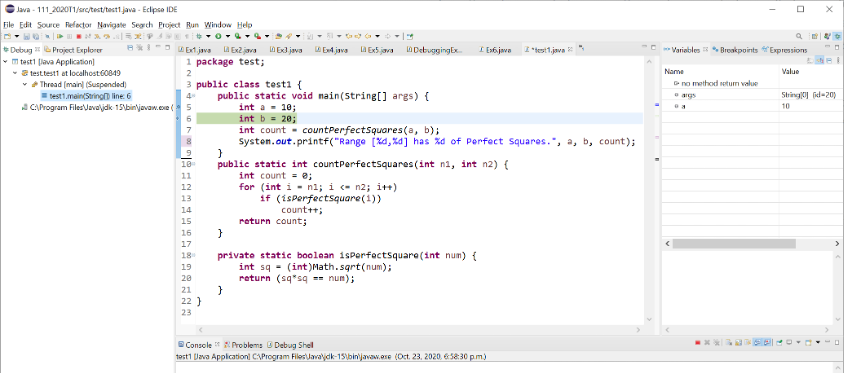 Java - 111_2020T1/src/test/test1.java - Eclipse IDE
File Edit Source Refactor Navigate Search Project Run Window Help
Debug Project Explorer
test1 [Java Application]
test.test1 at localhost:60849
Thread [main] (Suspended)
test1.main(String[]) line: 6
C:\Program Files\Java\jdk-15\bin\javaw.exe (
Ex1.java Ex2.java Ex3.java Ex4.java Ex5.java DebuggingEx... Ex6.java *test1.java
1 package test;
2
3 public class test1 {
4 public static void main(String[] args) {
5 int a = 10;
6 int b = 20;
7 int count = countPerfectSquares(a, b);
8 System.out.printf("Range [%d,%d] has %d of Perfect Squares.", a, b, count);
9 }
10 public static int countPerfectSquares(int n1, int n2) {
11 int count = 0;
12 for (int i = n1; i <= n2; i++)
13 if (isPerfectSquare(i))
14 count++;
15 return count;
16 }
17
18 private static boolean isPerfectSquare(int num) {
19 int sq = (int)Math.sqrt(num);
20 return (sq*sq == num);
21 }
22 }
23
Variables Breakpoints Expressions
Name Value
no method return value
args String[0] (id=20)
a 10
Console Problems Debug Shell
test1 [Java Application] C:\Program Files\Java\jdk-15\bin\javaw.exe (Oct. 23, 2020, 6:58:30 p.m.)